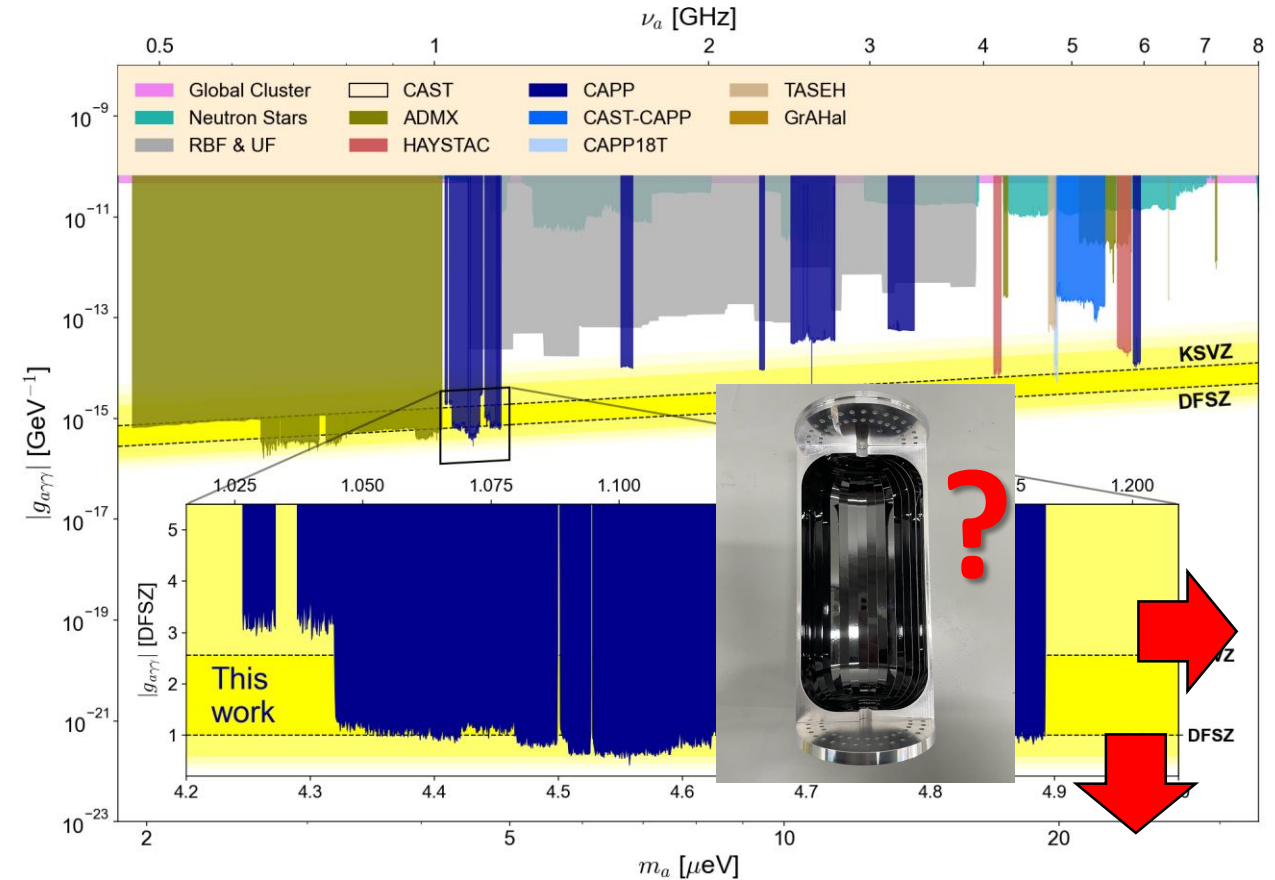 ν_a [GHz]
0.5 1 2 3 4 5 6 7 8
Global Cluster CAST CAPP TASEH
Neutron Stars ADMX CAST-CAPP GrAHal
RBF & UF HAYSTAC CAPP18T
10⁻⁹
10⁻¹¹
10⁻¹³
10⁻¹⁵
10⁻¹⁷
10⁻¹⁹
10⁻²¹
10⁻²³
|g_aγγ| [GeV⁻¹]
KSVZ
DFSZ
1.025 1.050 1.075 1.100 5 1.200
?
5
4
3
2
1
|g_aγγ| [DFSZ]
This
work
VZ
DFSZ
4.2 4.3 4.4 4.5 4.6 4.7 4.8 4.9 0
2 5 10 20
m_a [μeV]